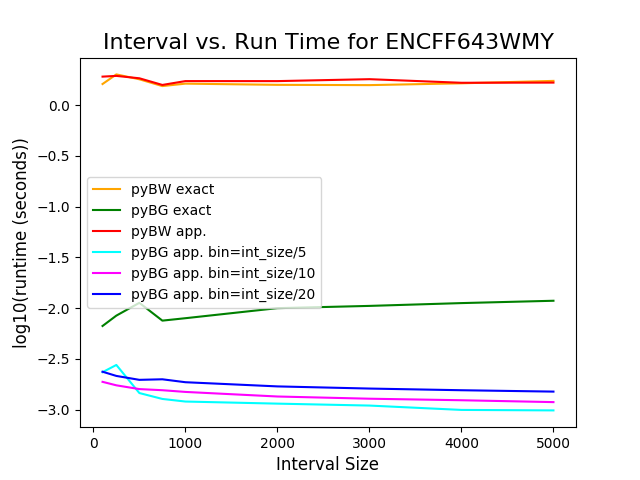 Interval vs. Run Time for ENCFF643WMY
log10(runtime (seconds))
0.0
−0.5
−1.0
−1.5
−2.0
−2.5
−3.0
pyBW exact
pyBG exact
pyBW app.
pyBG app. bin=int_size/5
pyBG app. bin=int_size/10
pyBG app. bin=int_size/20
0 1000 2000 3000 4000 5000
Interval Size